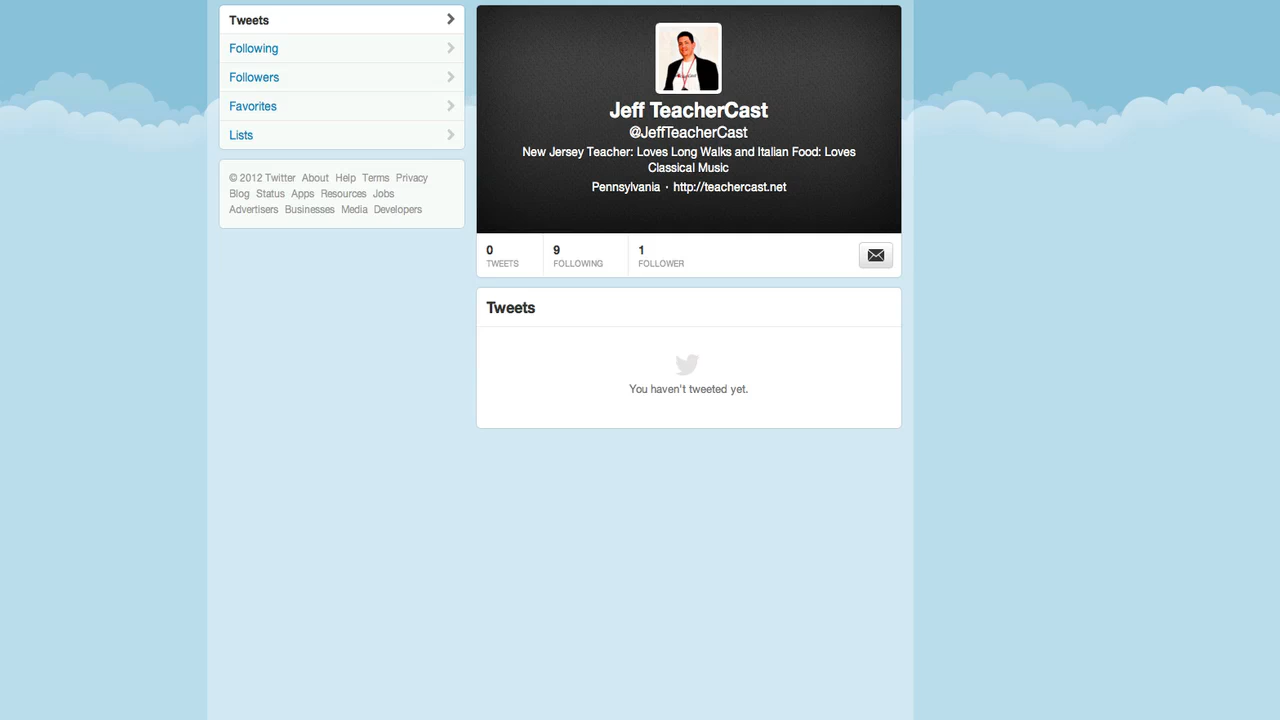 Tweets
Following
Followers
Favorites
Lists
© 2012 Twitter About Help Terms Privacy
Blog Status Apps Resources Jobs
Advertisers Businesses Media Developers
Jeff TeacherCast
@JeffTeacherCast
New Jersey Teacher: Loves Long Walks and Italian Food: Loves
Classical Music
Pennsylvania · http://teachercast.net
0 9 1
TWEETS FOLLOWING FOLLOWER
Tweets
You haven't tweeted yet.